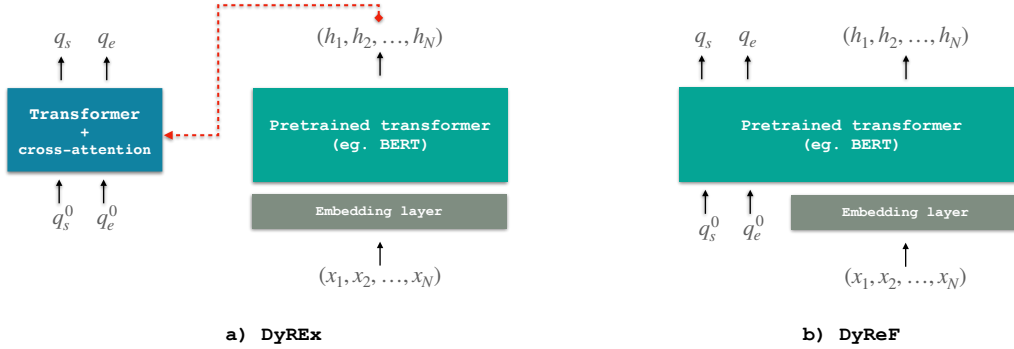 q_s q_e (h_1, h_2, …, h_N)
Transformer
+
cross-attention
Pretrained transformer
(eg. BERT)
Embedding layer
q_s^0 q_e^0
(x_1, x_2, …, x_N)
a) DyREx
q_s q_e (h_1, h_2, …, h_N)
Pretrained transformer
(eg. BERT)
q_s^0 q_e^0
Embedding layer
(x_1, x_2, …, x_N)
b) DyReF